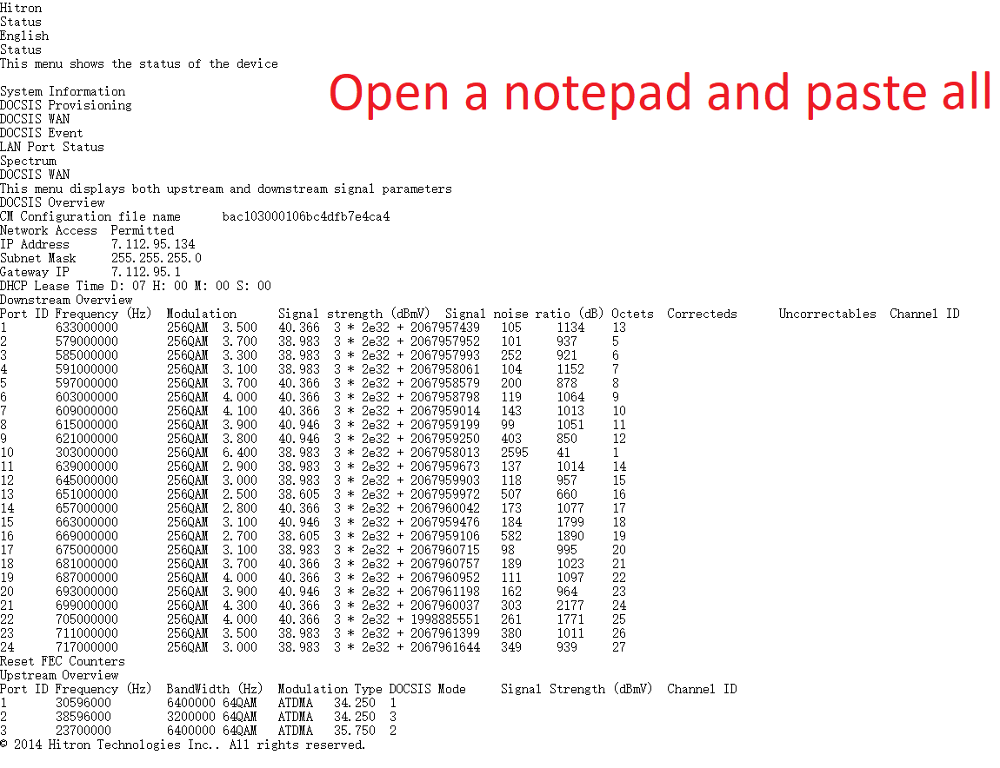 Hitron
Status
English
Status
This menu shows the status of the device
Open a notepad and paste all
System Information
DOCSIS Provisioning
DOCSIS WAN
DOCSIS Event
LAN Port Status
Spectrum
DOCSIS WAN
This menu displays both upstream and downstream signal parameters
DOCSIS Overview
CM Configuration file name bac103000106bc4dfb7e4ca4
Network Access Permitted
IP Address 7.112.95.134
Subnet Mask 255.255.255.0
Gateway IP 7.112.95.1
DHCP Lease Time D: 07 H: 00 M: 00 S: 00
Downstream Overview
Port ID Frequency (Hz) Modulation Signal strength (dBmV) Signal noise ratio (dB) Octets Correcteds Uncorrectables Channel ID
1 633000000 256QAM 3.500 40.366 3 * 2e32 + 2067957439 105 1134 13
2 579000000 256QAM 3.700 38.983 3 * 2e32 + 2067957952 101 937 5
3 585000000 256QAM 3.300 38.983 3 * 2e32 + 2067957993 252 921 6
4 591000000 256QAM 3.100 38.983 3 * 2e32 + 2067958061 104 1152 7
5 597000000 256QAM 3.700 40.366 3 * 2e32 + 2067958579 200 878 8
6 603000000 256QAM 4.000 40.366 3 * 2e32 + 2067958798 119 1064 9
7 609000000 256QAM 4.100 40.366 3 * 2e32 + 2067959014 143 1013 10
8 615000000 256QAM 3.900 40.946 3 * 2e32 + 2067959199 99 1051 11
9 621000000 256QAM 3.800 40.946 3 * 2e32 + 2067959250 403 850 12
10 303000000 256QAM 6.400 38.983 3 * 2e32 + 2067958013 2595 41 1
11 639000000 256QAM 2.900 38.983 3 * 2e32 + 2067959673 137 1014 14
12 645000000 256QAM 3.000 38.983 3 * 2e32 + 2067959903 118 957 15
13 651000000 256QAM 2.500 38.605 3 * 2e32 + 2067959972 507 660 16
14 657000000 256QAM 2.800 40.366 3 * 2e32 + 2067960042 173 1077 17
15 663000000 256QAM 3.100 40.946 3 * 2e32 + 2067959476 184 1799 18
16 669000000 256QAM 2.700 38.605 3 * 2e32 + 2067959106 582 1890 19
17 675000000 256QAM 3.100 38.983 3 * 2e32 + 2067960715 98 995 20
18 681000000 256QAM 3.700 40.366 3 * 2e32 + 2067960757 189 1023 21
19 687000000 256QAM 4.000 40.366 3 * 2e32 + 2067960952 111 1097 22
20 693000000 256QAM 3.900 40.946 3 * 2e32 + 2067961198 162 964 23
21 699000000 256QAM 4.300 40.366 3 * 2e32 + 2067960037 303 2177 24
22 705000000 256QAM 4.000 40.366 3 * 2e32 + 1998885551 261 1771 25
23 711000000 256QAM 3.500 38.983 3 * 2e32 + 2067961399 380 1011 26
24 717000000 256QAM 3.000 38.983 3 * 2e32 + 2067961644 349 939 27
Reset FEC Counters
Upstream Overview
Port ID Frequency (Hz) BandWidth (Hz) Modulation Type DOCSIS Mode Signal Strength (dBmV) Channel ID
1 30596000 6400000 64QAM ATDMA 34.250 1
2 38596000 3200000 64QAM ATDMA 34.250 3
3 23700000 6400000 64QAM ATDMA 35.750 2
© 2014 Hitron Technologies Inc.. All rights reserved.